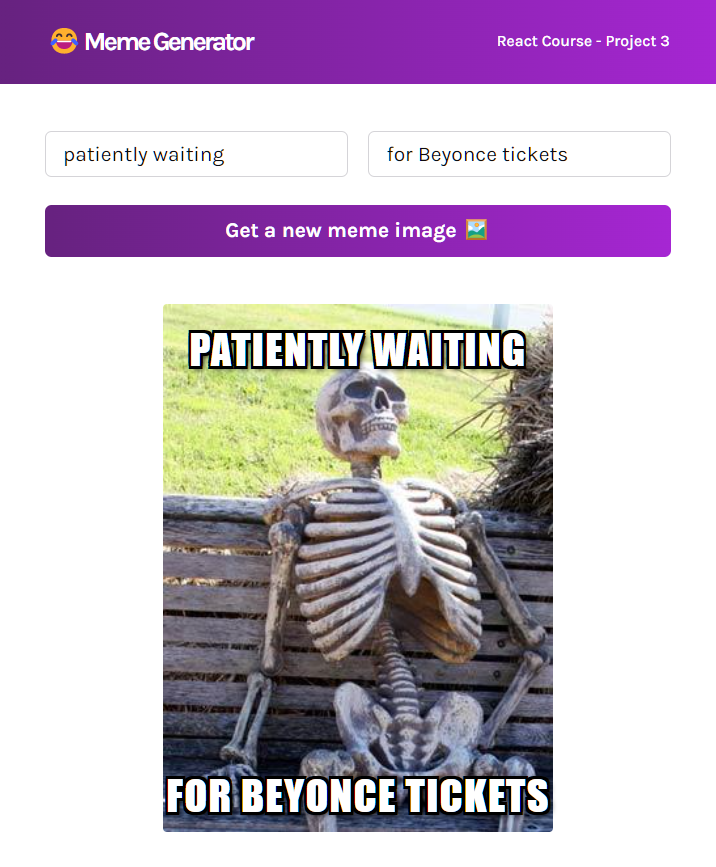 Meme Generator
React Course - Project 3
patiently waiting
for Beyonce tickets
Get a new meme image
PATIENTLY WAITING
FOR BEYONCE TICKETS